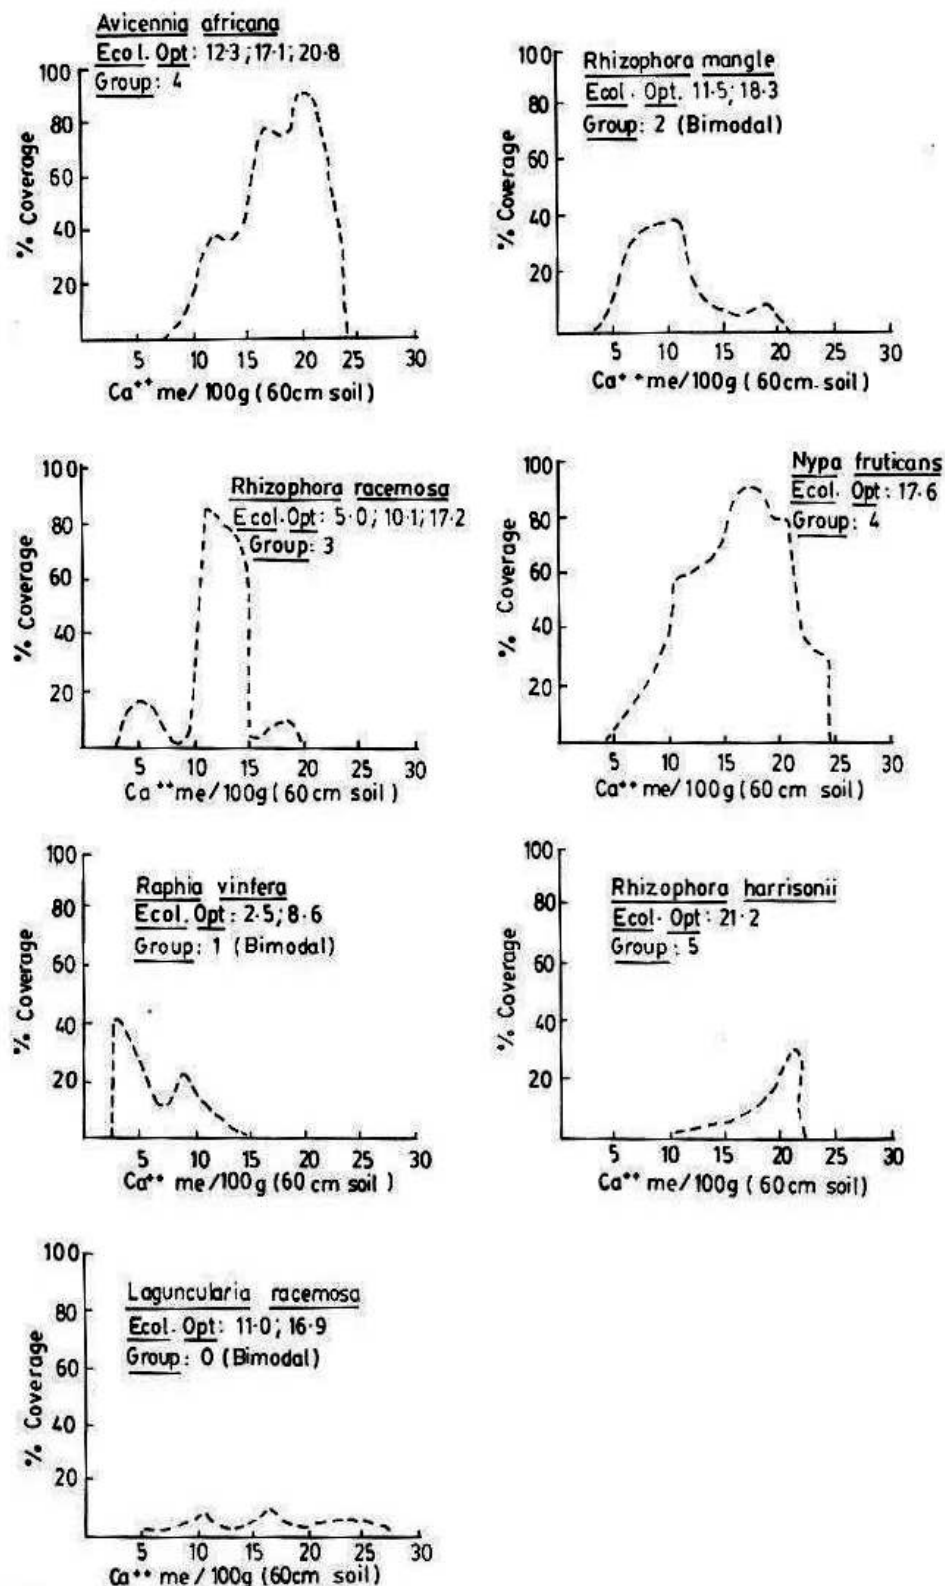 Avicennia africana
Ecol. Opt: 12·3; 17·1; 20·8
Group: 4
100
80
60
40
20
% Coverage
5 10 15 20 25 30
Ca++ me/100g (60cm soil)
Rhizophora mangle
Ecol. Opt. 11·5; 18·3
Group: 2 (Bimodal)
100
80
60
40
20
% Coverage
5 10 15 20 25 30
Ca++ me/100g (60cm soil)
Rhizophora racemosa
Ecol. Opt: 5·0; 10·1; 17·2
Group: 3
100
80
60
40
20
% Coverage
5 10 15 20 25 30
Ca++ me/100g (60cm soil)
Nypa fruticans
Ecol. Opt: 17·6
Group: 4
100
80
60
40
20
% Coverage
5 10 15 20 25 30
Ca++ me/100g (60cm soil)
Raphia vinfera
Ecol. Opt: 2·5; 8·6
Group: 1 (Bimodal)
100
80
60
40
20
% Coverage
5 10 15 20 25 30
Ca++ me/100g (60cm soil)
Rhizophora harrisonii
Ecol. Opt: 21·2
Group: 5
100
80
60
40
20
% Coverage
5 10 15 20 25 30
Ca++ me/100g (60cm soil)
Laguncularia racemosa
Ecol. Opt: 11·0; 16·9
Group: 0 (Bimodal)
100
80
60
40
20
% Coverage
5 10 15 20 25 30
Ca++ me/100g (60cm soil)